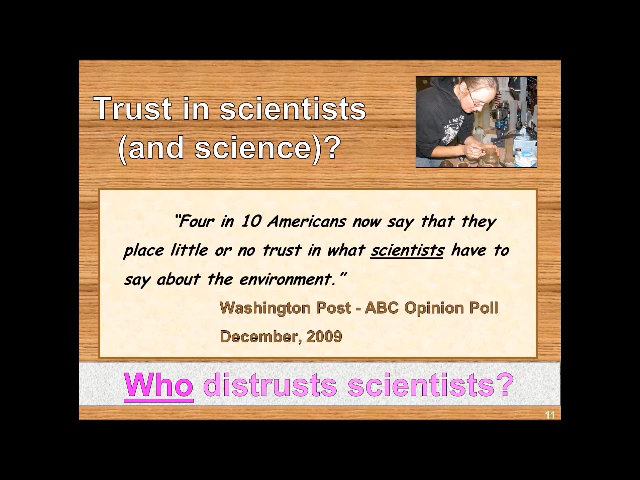 Trust in scientists
(and science)?
“Four in 10 Americans now say that they
place little or no trust in what scientists have to
say about the environment.”
Washington Post - ABC Opinion Poll
December, 2009
Who distrusts scientists?
11